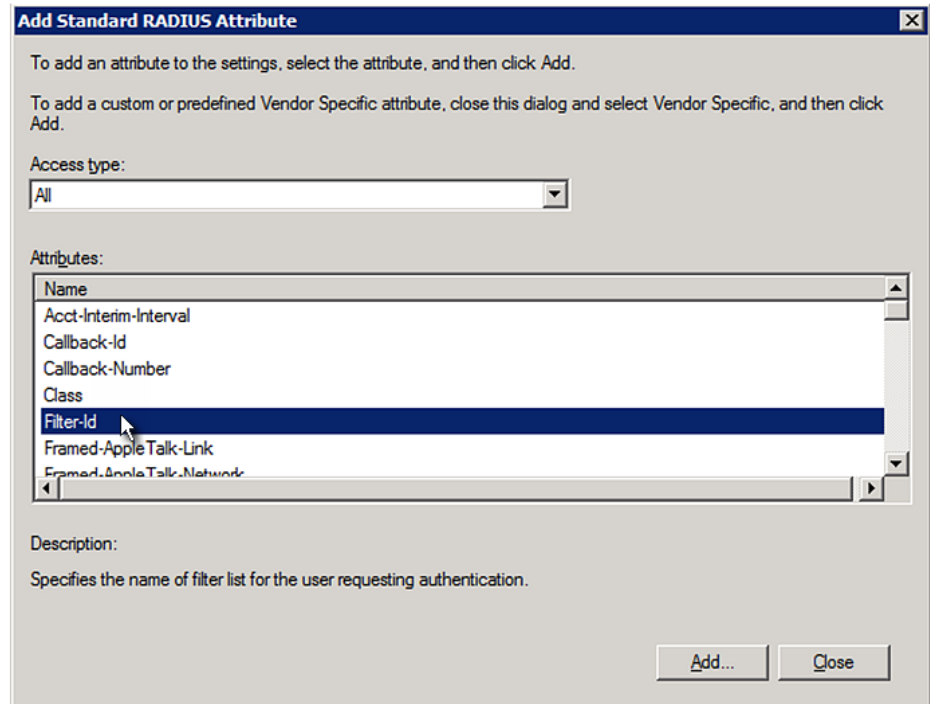 Add Standard RADIUS Attribute
To add an attribute to the settings, select the attribute, and then click Add.
To add a custom or predefined Vendor Specific attribute, close this dialog and select Vendor Specific, and then click
Add.
Access type:
All
Attributes:
Name
Acct-Interim-Interval
Callback-Id
Callback-Number
Class
Filter-Id
Framed-AppleTalk-Link
Framed-AppleTalk-Network
Description:
Specifies the name of filter list for the user requesting authentication.
Add... Close